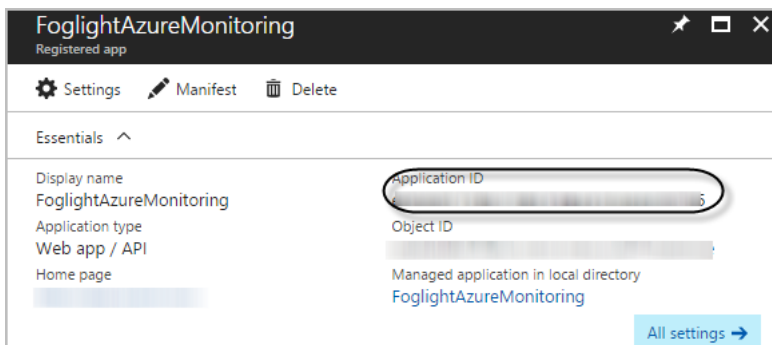 FoglightAzureMonitoring
Registered app
Settings Manifest Delete
Essentials
Display name
FoglightAzureMonitoring
Application type
Web app / API
Home page
Application ID
Object ID
Managed application in local directory
FoglightAzureMonitoring
All settings